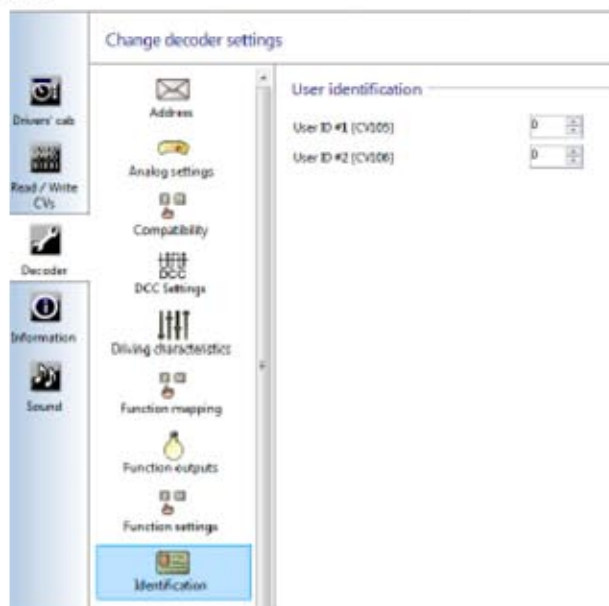 Change decoder settings
Drivers' cab
Read / Write
CVs
Decoder
Information
Sound
Address
Analog settings
Compatibility
DCC
DCC Settings
Driving characteristics
Function mapping
Function outputs
Function settings
Identification
User identification
User ID #1 [CV105]
0
User ID #2 [CV106]
0